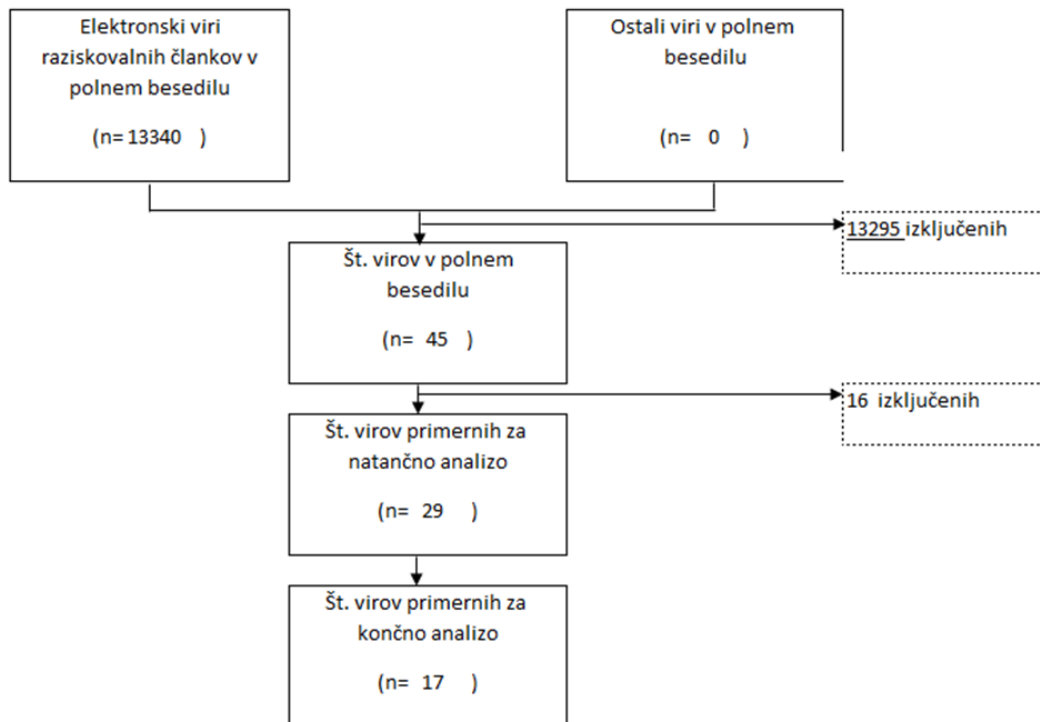 Elektronski viri
raziskovalnih člankov v
polnem besedilu
(n= 13340 )
Ostali viri v polnem
besedilu
(n= 0 )
13295 izključenih
Št. virov v polnem
besedilu
(n= 45 )
16 izključenih
Št. virov primernih za
natančno analizo
(n= 29 )
Št. virov primernih za
končno analizo
(n= 17 )